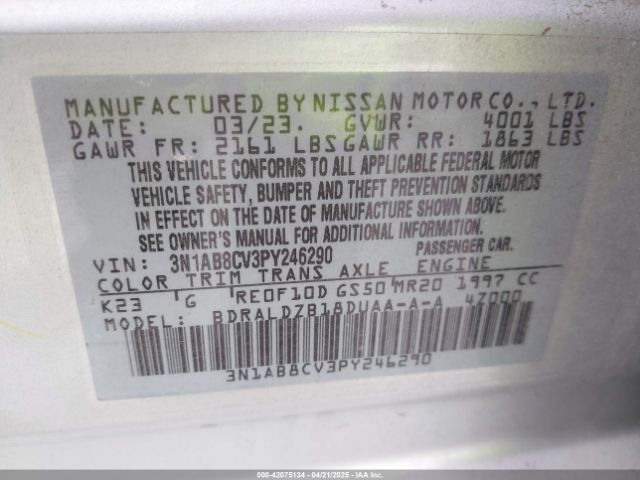 MANUFACTURED BY NISSAN MOTOR CO., LTD.
DATE: 03/23. GVWR: 4001 LBS
GAWR FR: 2161 LBS GAWR RR: 1863 LBS
THIS VEHICLE CONFORMS TO ALL APPLICABLE FEDERAL MOTOR
VEHICLE SAFETY, BUMPER AND THEFT PREVENTION STANDARDS
IN EFFECT ON THE DATE OF MANUFACTURE SHOWN ABOVE.
SEE OWNER'S MANUAL FOR ADDITIONAL INFORMATION.
VIN: 3N1AB8CV3PY246290 PASSENGER CAR.
COLOR TRIM TRANS AXLE ENGINE
K23 G RE0F10D GS50 MR20 1997 CC
MODEL: BDRALDZB18DUAA-A-A 4Z000
3N1AB8CV3PY246290
000-42075134 - 04/21/2025 - IAA Inc.